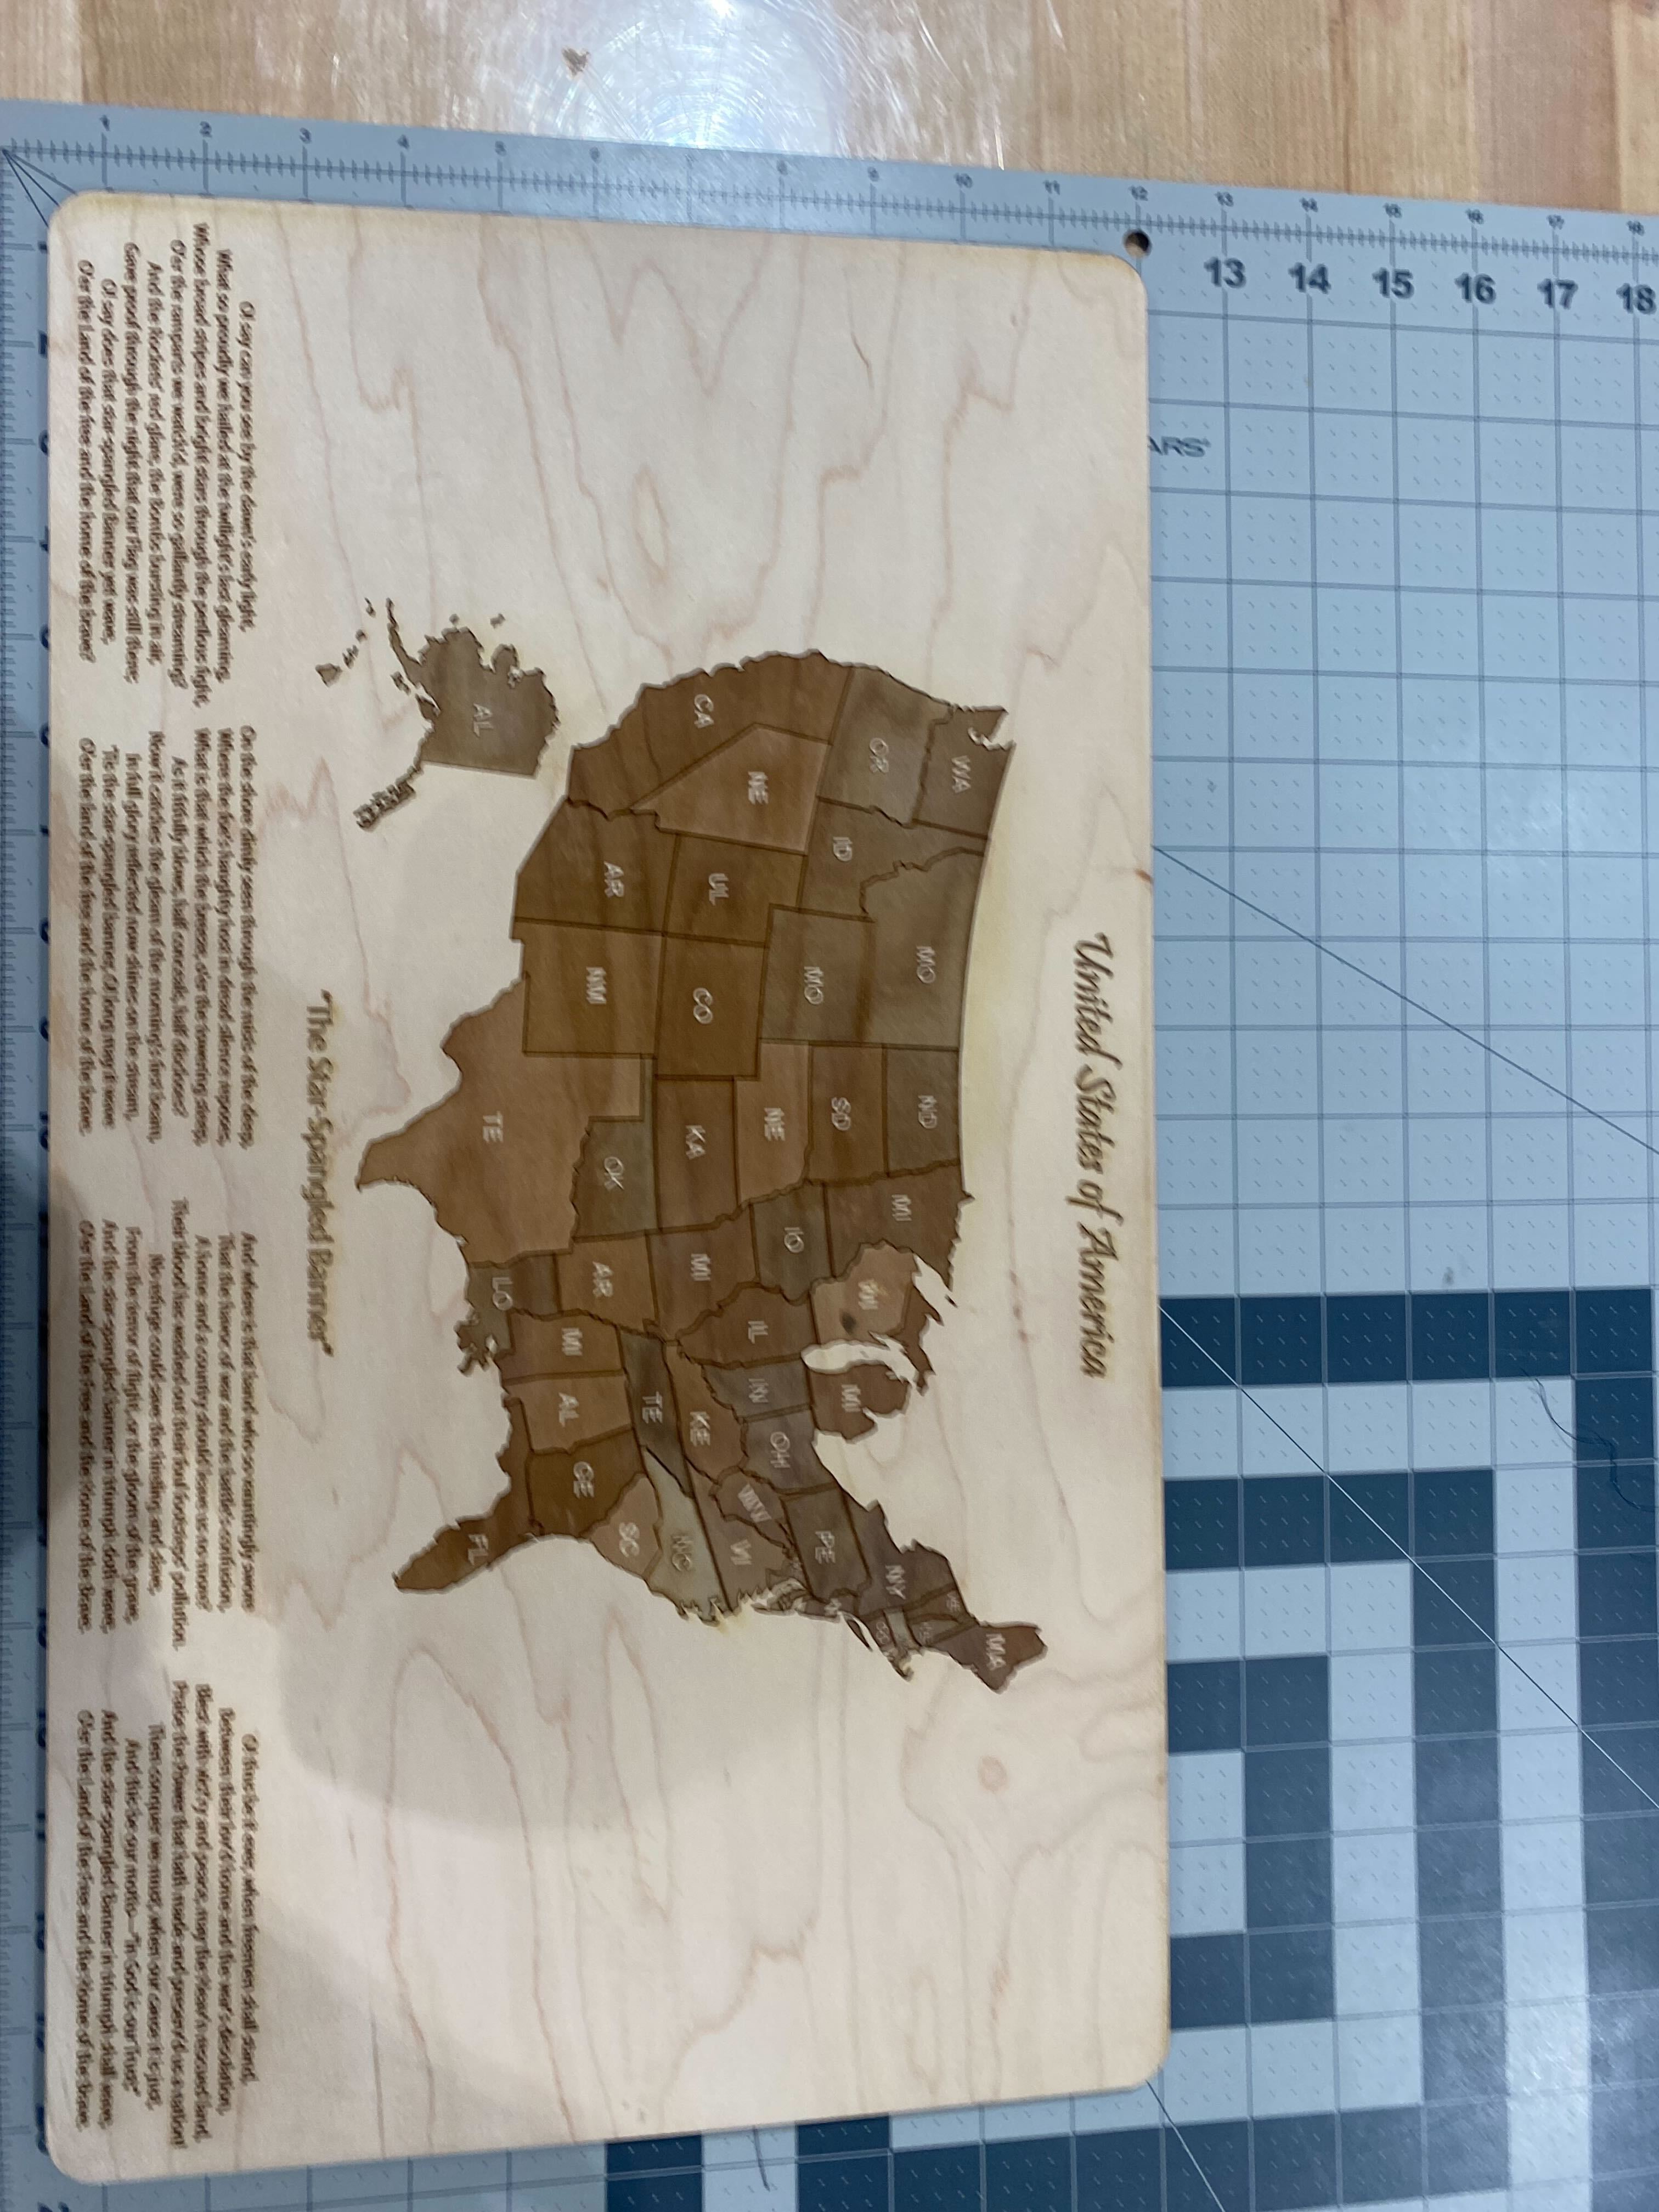 18
17
16
15
14
13
ARS
United States of America
WA
MO
ND
MI
MA
OR
ID
MO
SD
WI
MI
NY
PE
NE
NE
IO
IL
IN
OH
VI
CA
UL
CO
KA
MI
KE
NC
AR
NM
OK
AR
TE
SC
MI
AL
GE
AL
TE
LO
FL
"The Star-Spangled Banner"
O! say can you see by the dawn's early light,
What so proudly we hailed at the twilight's last gleaming,
Whose broad stripes and bright stars through the perilous fight,
O'er the ramparts we watch'd, were so gallantly streaming?
And the Rockets' red glare, the Bombs bursting in air,
Gave proof through the night that our Flag was still there;
O! say does that star-spangled Banner yet wave,
O'er the Land of the free and the home of the brave?
On the shore dimly seen through the mists of the deep,
Where the foe's haughty host in dread silence reposes,
What is that which the breeze, o'er the towering steep,
As it fitfully blows, half conceals, half discloses?
Now it catches the gleam of the morning's first beam,
In full glory reflected now shines on the stream,
'Tis the star-spangled banner, O! long may it wave
O'er the land of the free and the home of the brave.
And where is that band who so vauntingly swore
That the havoc of war and the battle's confusion,
A home and a country should leave us no more?
Their blood has washed out their foul footsteps' pollution.
No refuge could save the hireling and slave,
From the terror of flight, or the gloom of the grave,
And the star-spangled banner in triumph doth wave,
O'er the Land of the Free and the Home of the Brave.
O! thus be it ever, when freemen shall stand,
Between their lov'd home and the war's desolation,
Blest with vict'ry and peace, may the Heav'n rescued land,
Praise the Power that hath made and preserv'd us a nation!
Then conquer we must, when our cause it is just,
And this be our motto—"In God is our Trust;"
And the star-spangled Banner in triumph shall wave,
O'er the Land of the Free and the Home of the Brave.